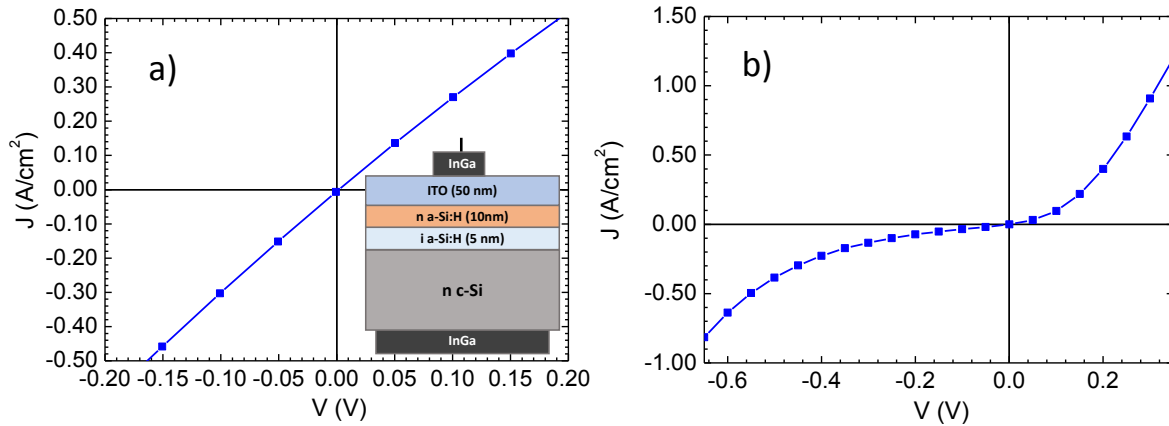 a)
J (A/cm²)
0.50
0.40
0.30
0.20
0.10
0.00
-0.10
-0.20
-0.30
-0.40
-0.50
-0.20 -0.15 -0.10 -0.05 0.00 0.05 0.10 0.15 0.20
V (V)
InGa
ITO (50 nm)
n a-Si:H (10nm)
i a-Si:H (5 nm)
n c-Si
InGa
b)
J (A/cm²)
1.50
1.00
0.50
0.00
-0.50
-1.00
-0.6 -0.4 -0.2 0.0 0.2
V (V)